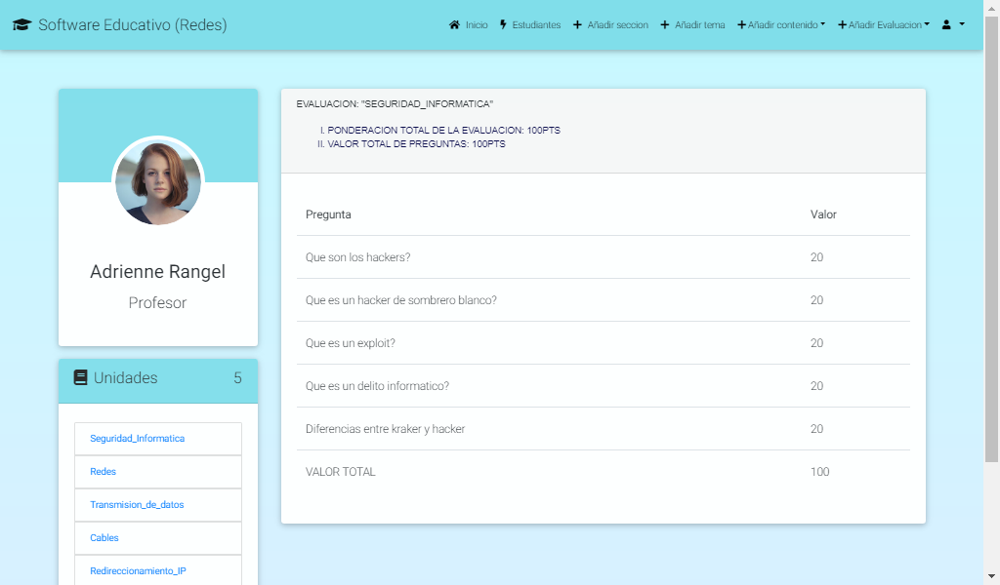 Software Educativo (Redes)
Inicio
Estudiantes
Añadir seccion
Añadir tema
Añadir contenido
Añadir Evaluacion
Adrienne Rangel
Profesor
Unidades 5
Seguridad_Informatica
Redes
Transmision_de_datos
Cables
Redireccionamiento_IP
EVALUACION: "SEGURIDAD_INFORMATICA"
I. PONDERACION TOTAL DE LA EVALUACION: 100PTS
II. VALOR TOTAL DE PREGUNTAS: 100PTS
Pregunta Valor
Que son los hackers? 20
Que es un hacker de sombrero blanco? 20
Que es un exploit? 20
Que es un delito informatico? 20
Diferencias entre kraker y hacker 20
VALOR TOTAL 100